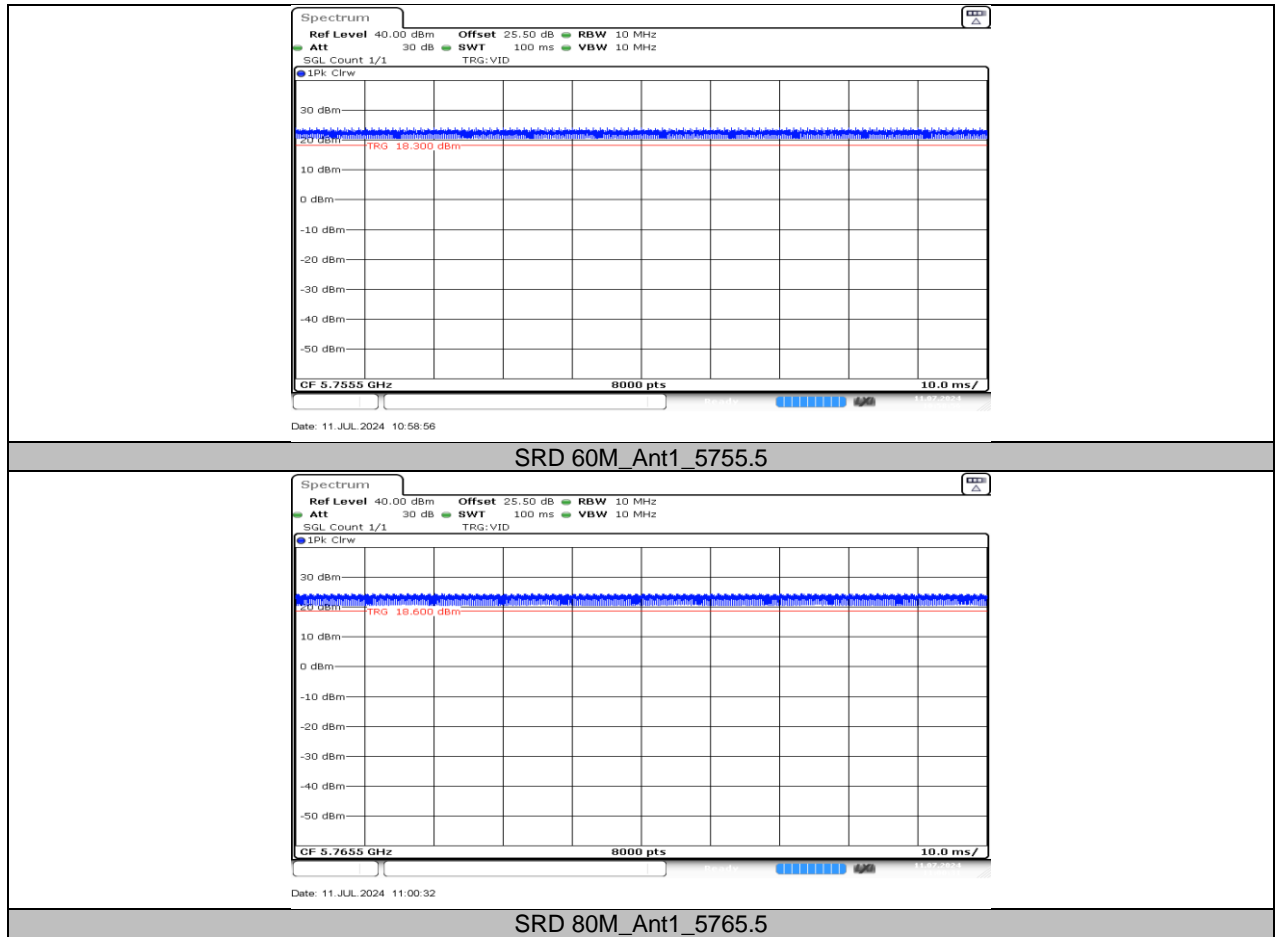 Spectrum
Ref Level 40.00 dBm Offset 25.50 dB RBW 10 MHz
Att 30 dB SWT 100 ms VBW 10 MHz
SGL Count 1/1 TRG:VID
1Pk Clrw
30 dBm
20 dBm
TRG 18.300 dBm
10 dBm
0 dBm
-10 dBm
-20 dBm
-30 dBm
-40 dBm
-50 dBm
CF 5.7555 GHz 8000 pts 10.0 ms/
Date: 11.JUL.2024 10:58:56
SRD 60M_Ant1_5755.5
Spectrum
Ref Level 40.00 dBm Offset 25.50 dB RBW 10 MHz
Att 30 dB SWT 100 ms VBW 10 MHz
SGL Count 1/1 TRG:VID
1Pk Clrw
30 dBm
20 dBm
TRG 18.600 dBm
10 dBm
0 dBm
-10 dBm
-20 dBm
-30 dBm
-40 dBm
-50 dBm
CF 5.7655 GHz 8000 pts 10.0 ms/
Date: 11.JUL.2024 11:00:32
SRD 80M_Ant1_5765.5